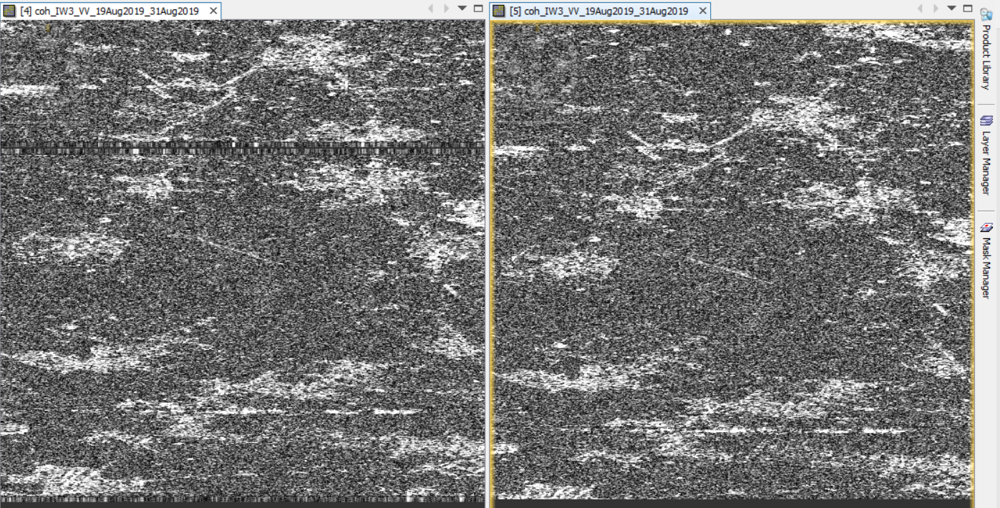 [4] coh_IW3_VV_19Aug2019_31Aug2019
[5] coh_IW3_VV_19Aug2019_31Aug2019
Product Library
Layer Manager
Mask Manager